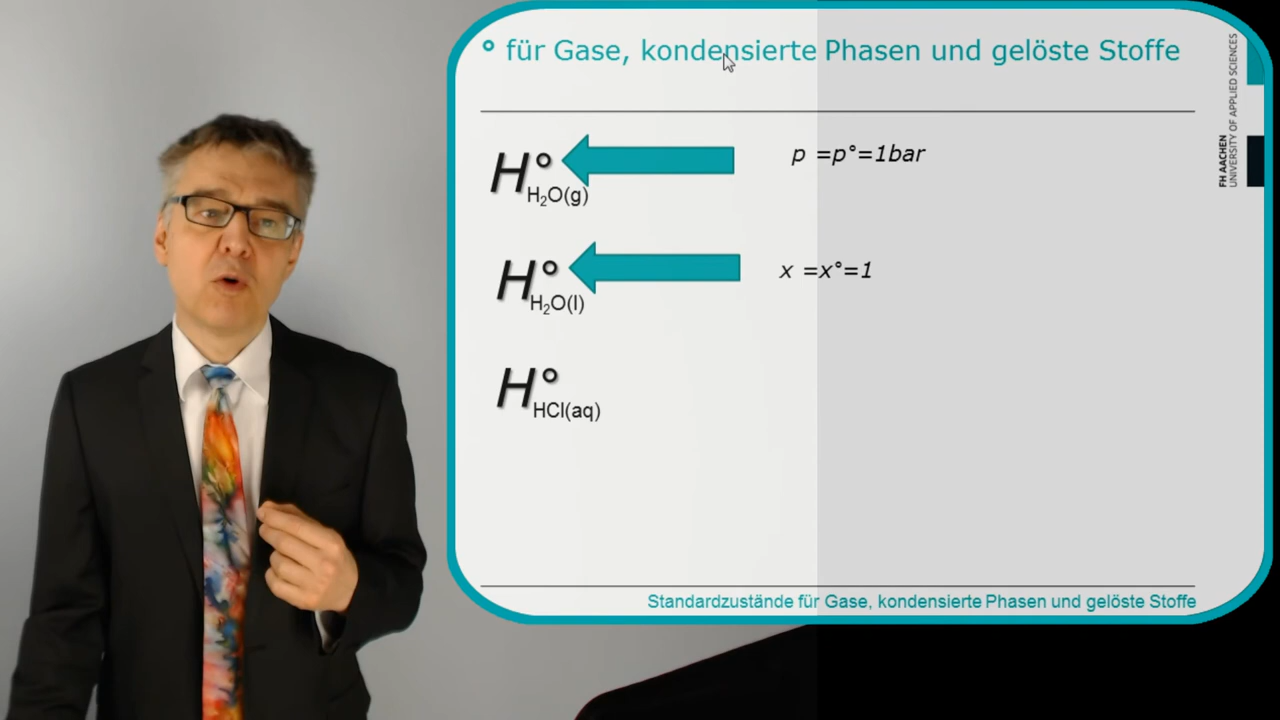 ° für Gase, kondensierte Phasen und gelöste Stoffe
FH AACHEN
UNIVERSITY OF APPLIED SCIENCES
H° H₂O(g)
p =p°=1bar
H° H₂O(l)
x =x°=1
H° HCl(aq)
Standardzustände für Gase, kondensierte Phasen und gelöste Stoffe